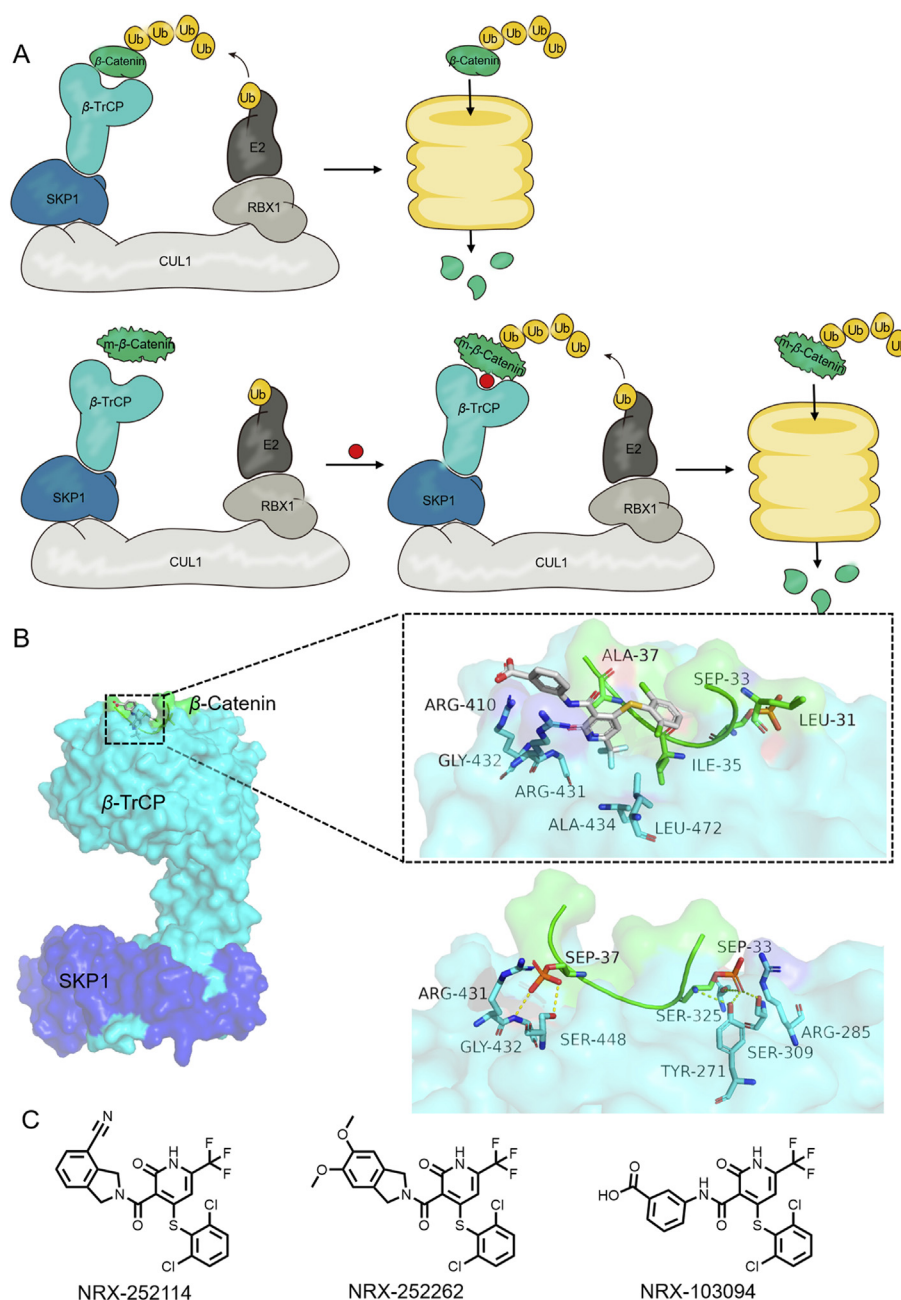 A
Ub Ub Ub Ub
β-Catenin
β-TrCP
Ub
E2
SKP1
RBX1
CUL1
Ub Ub Ub Ub
β-Catenin
m-β-Catenin
β-TrCP
Ub
E2
SKP1
RBX1
CUL1
Ub Ub Ub Ub
m-β-Catenin
β-TrCP
Ub
E2
SKP1
RBX1
CUL1
Ub Ub Ub Ub
m-β-Catenin
B
β-Catenin
β-TrCP
SKP1
ALA-37
SEP-33
ARG-410
LEU-31
GLY-432
ILE-35
ARG-431
ALA-434
LEU-472
SEP-37
SEP-33
ARG-431
SER-325
ARG-285
GLY-432
SER-448
SER-309
TYR-271
C
N
N
O
O
NH
F
F
F
S
Cl
Cl
NRX-252114
O
O
N
O
O
NH
F
F
F
S
Cl
Cl
NRX-252262
O
HO
H
N
O
O
H
N
F
F
F
S
Cl
Cl
NRX-103094